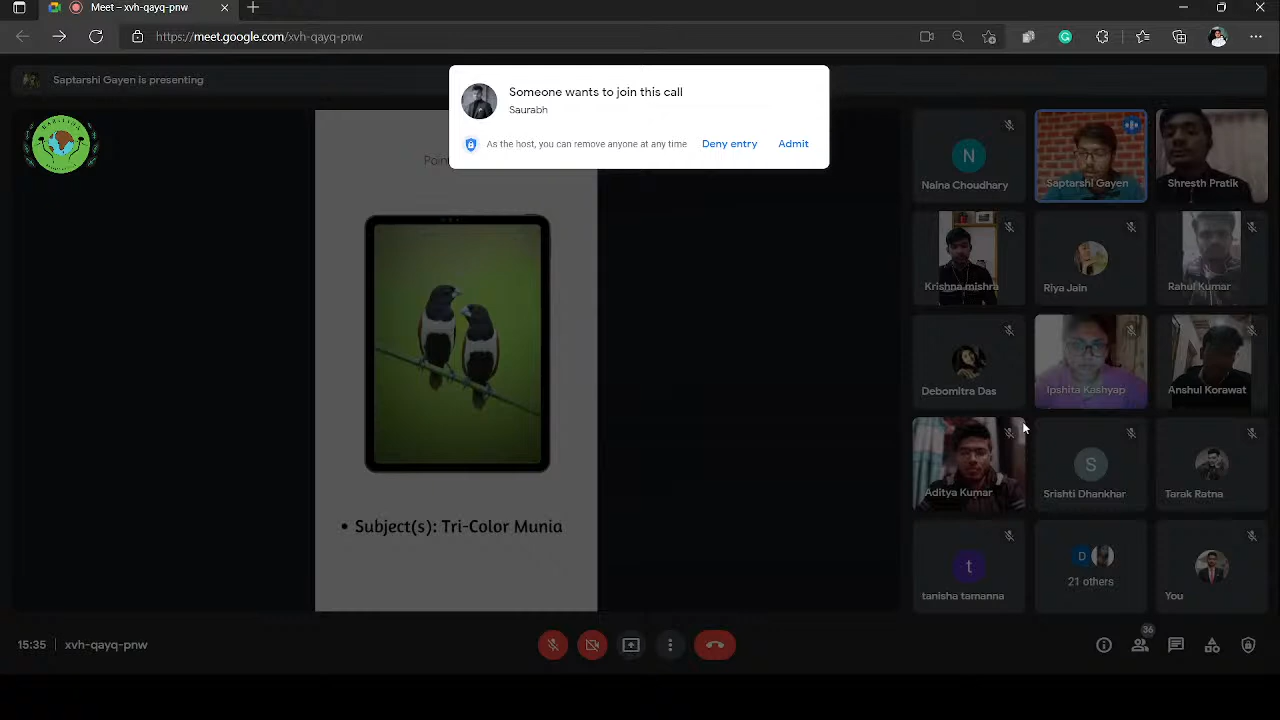 Meet – xvh-qayq-pnw
https://meet.google.com/xvh-qayq-pnw
Saptarshi Gayen is presenting
Someone wants to join this call
Saurabh
As the host, you can remove anyone at any time
Deny entry
Admit
N
Naina Choudhary
Saptarshi Gayen
Shresth Pratik
Krishna mishra
Riya Jain
Rahul Kumar
Debomitra Das
Ipshita Kashyap
Anshul Korawat
Aditya Kumar
S
Srishti Dhankhar
Tarak Ratna
• Subject(s): Tri-Color Munia
t
tanisha tamanna
D
21 others
You
15:35 | xvh-qayq-pnw
36